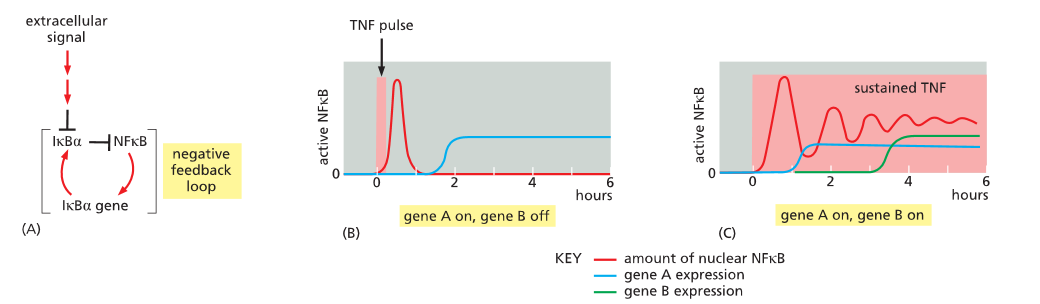 extracellular
signal
IκBα
NFκB
IκBα gene
negative
feedback
loop
(A)
TNF pulse
active NFκB
0
0
2
4
6
hours
gene A on, gene B off
(B)
sustained TNF
active NFκB
0
0
2
4
6
hours
gene A on, gene B on
(C)
KEY
amount of nuclear NFκB
gene A expression
gene B expression